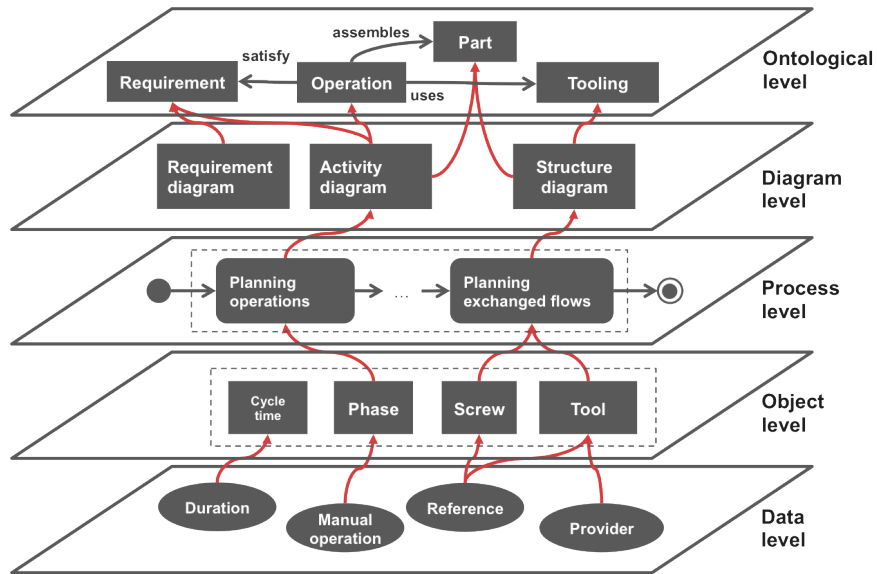 assembles
Part
Ontological
level
satisfy
Requirement
Operation
uses
Tooling
Requirement
diagram
Activity
diagram
Structure
diagram
Diagram
level
Planning
operations
...
Planning
exchanged flows
Process
level
Cycle
time
Phase
Screw
Tool
Object
level
Duration
Manual
operation
Reference
Provider
Data
level